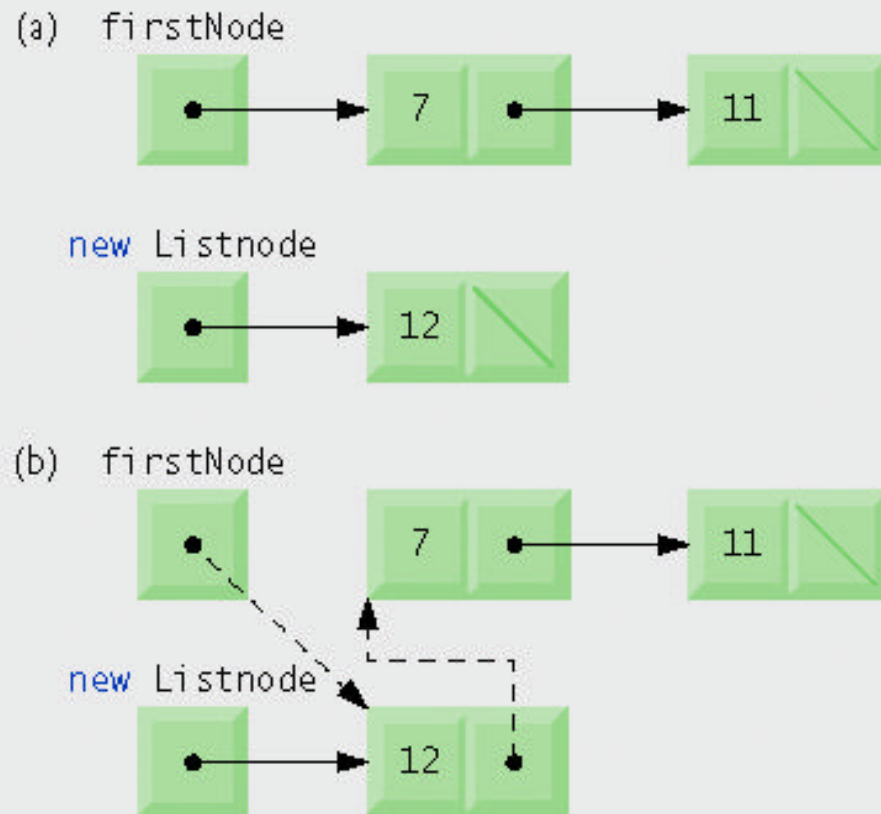 (a) firstNode
7 11
new Listnode
12
(b) firstNode
7 11
new Listnode
12